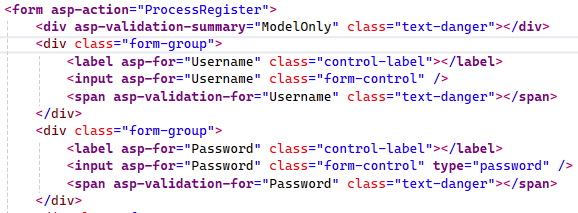 <form asp-action="ProcessRegister">
<div asp-validation-summary="ModelOnly" class="text-danger"></div>
<div class="form-group">
<label asp-for="Username" class="control-label"></label>
<input asp-for="Username" class="form-control" />
<span asp-validation-for="Username" class="text-danger"></span>
</div>
<div class="form-group">
<label asp-for="Password" class="control-label"></label>
<input asp-for="Password" class="form-control" type="password" />
<span asp-validation-for="Password" class="text-danger"></span>
</div>